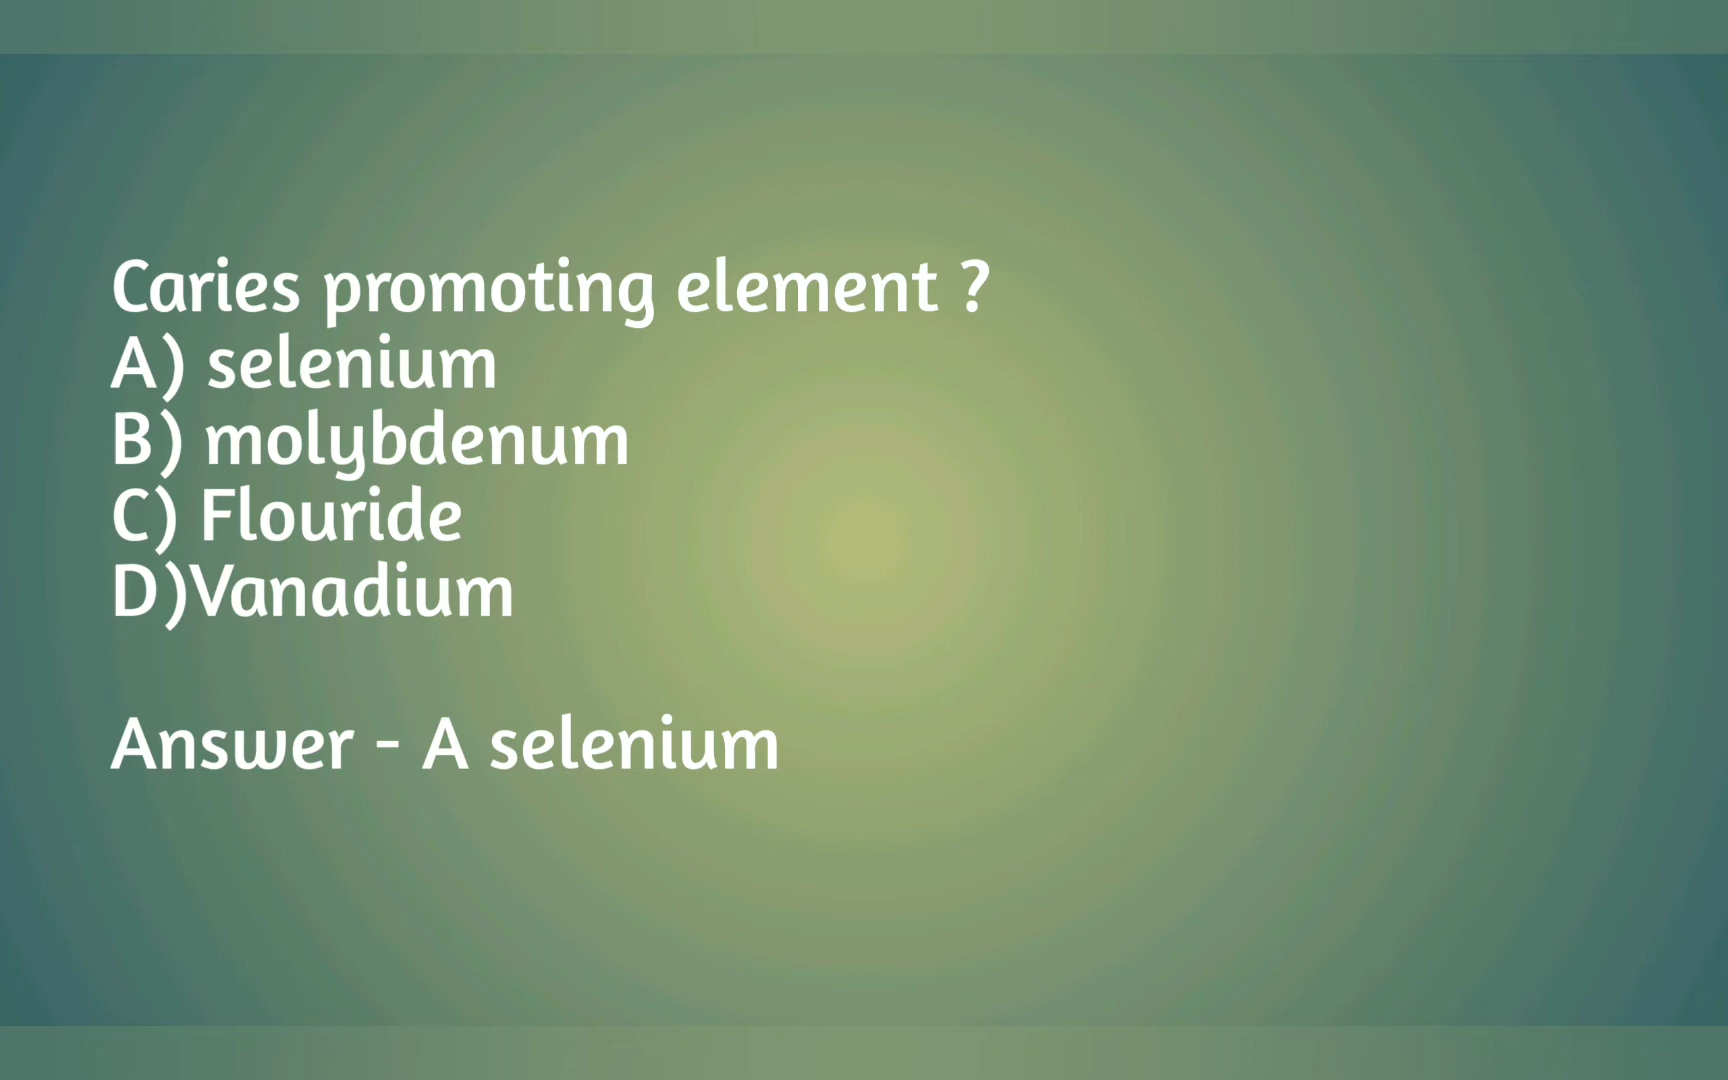 Caries promoting element ?
A) selenium
B) molybdenum
C) Flouride
D)Vanadium
Answer - A selenium